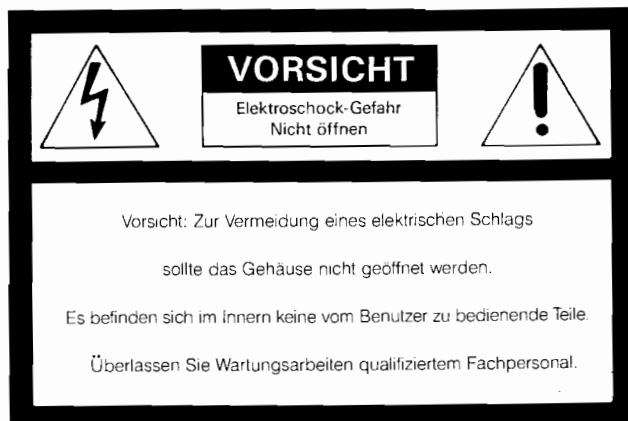 VORSICHT
Elektroschock-Gefahr
Nicht öffnen
Vorsicht: Zur Vermeidung eines elektrischen Schlags
sollte das Gehäuse nicht geöffnet werden.
Es befinden sich im Innern keine vom Benutzer zu bedienende Teile.
Überlassen Sie Wartungsarbeiten qualifiziertem Fachpersonal.